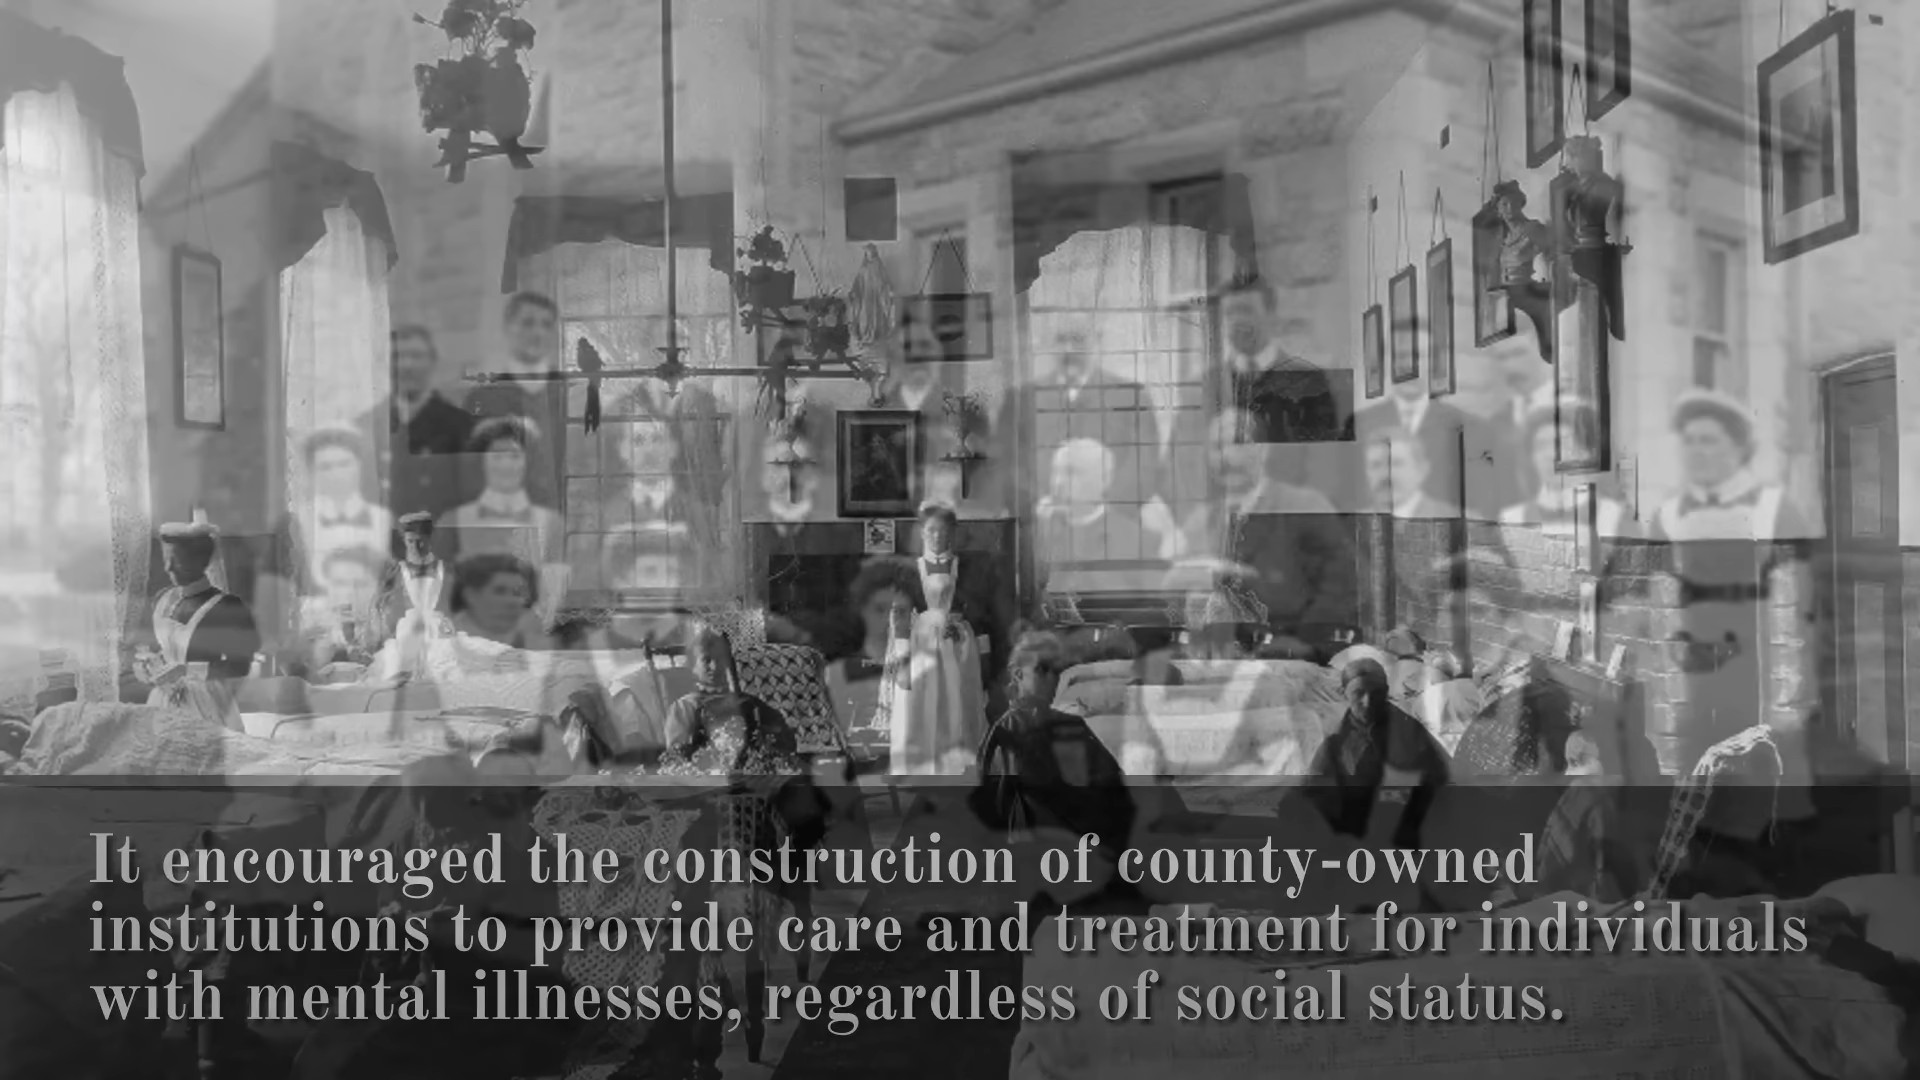 It encouraged the construction of county-owned
institutions to provide care and treatment for individuals
with mental illnesses, regardless of social status.